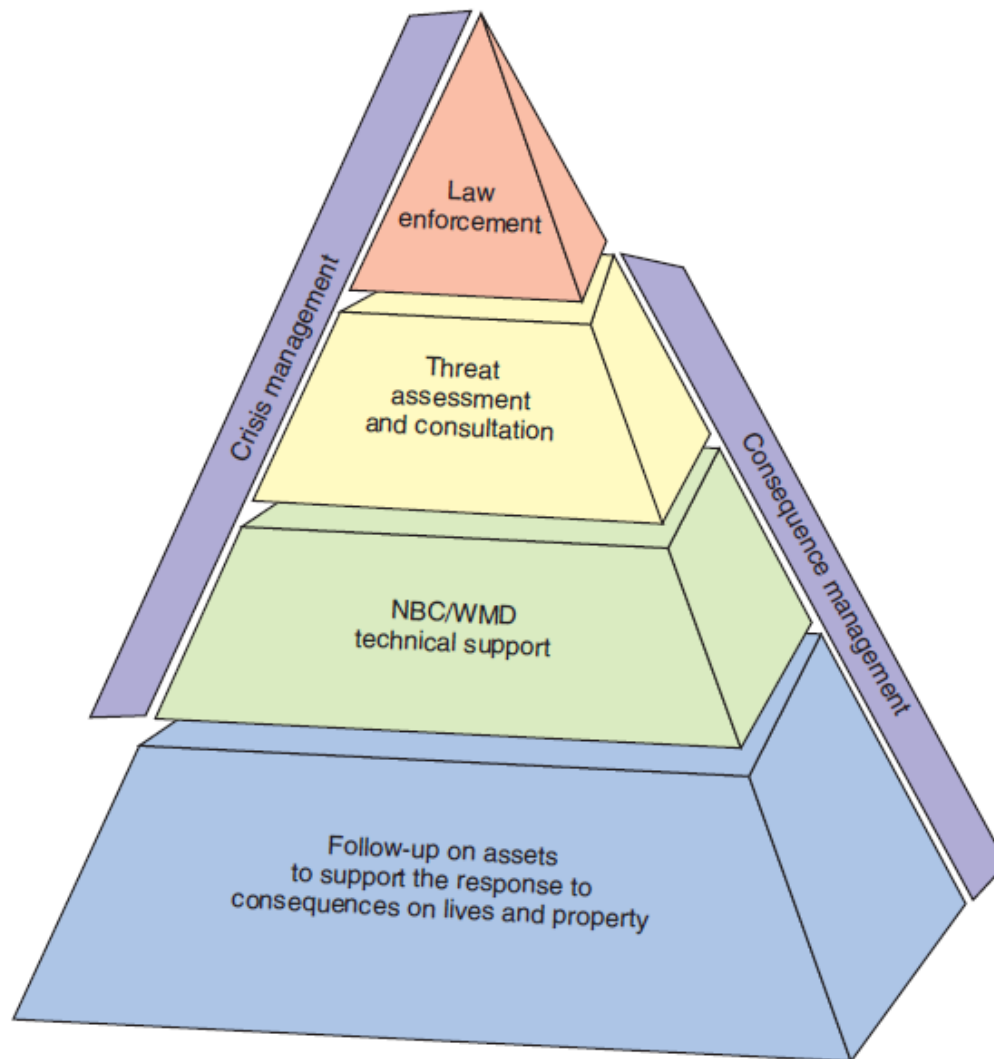 Law
enforcement
Crisis management
Threat
assessment
and consultation
Consequence management
NBC/WMD
technical support
Follow-up on assets
to support the response to
consequences on lives and property